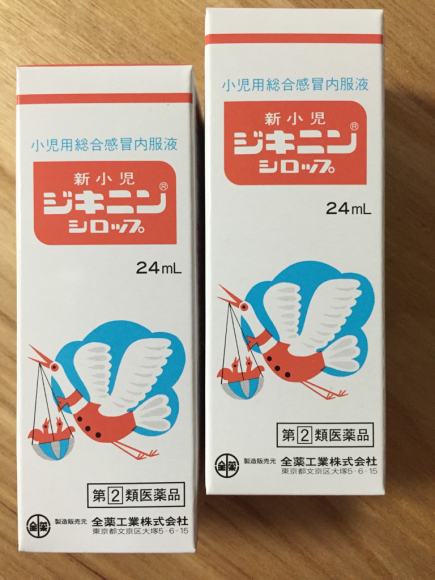 小児用総合感冒内服液
新小児
ジキニン®
シロップ
24mL
第②類医薬品
全薬
製造販売元
全薬工業株式会社
東京都文京区大塚5-6-15
小児用総合感冒内服液
新小児
ジキニン®
シロップ
24mL
第②類医薬品
全薬
製造販売元
全薬工業株式会社
東京都文京区大塚5-6-15